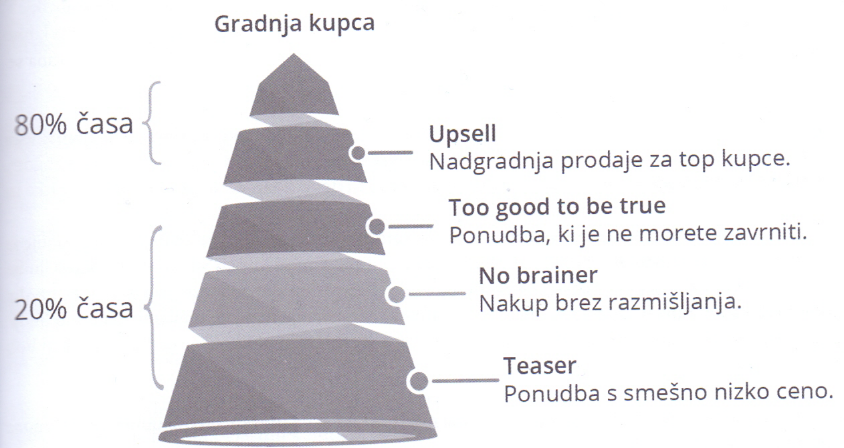 Gradnja kupca
80% časa
Upsell
Nadgradnja prodaje za top kupce.
Too good to be true
Ponudba, ki je ne morete zavrniti.
No brainer
Nakup brez razmišljanja.
20% časa
Teaser
Ponudba s smešno nizko ceno.